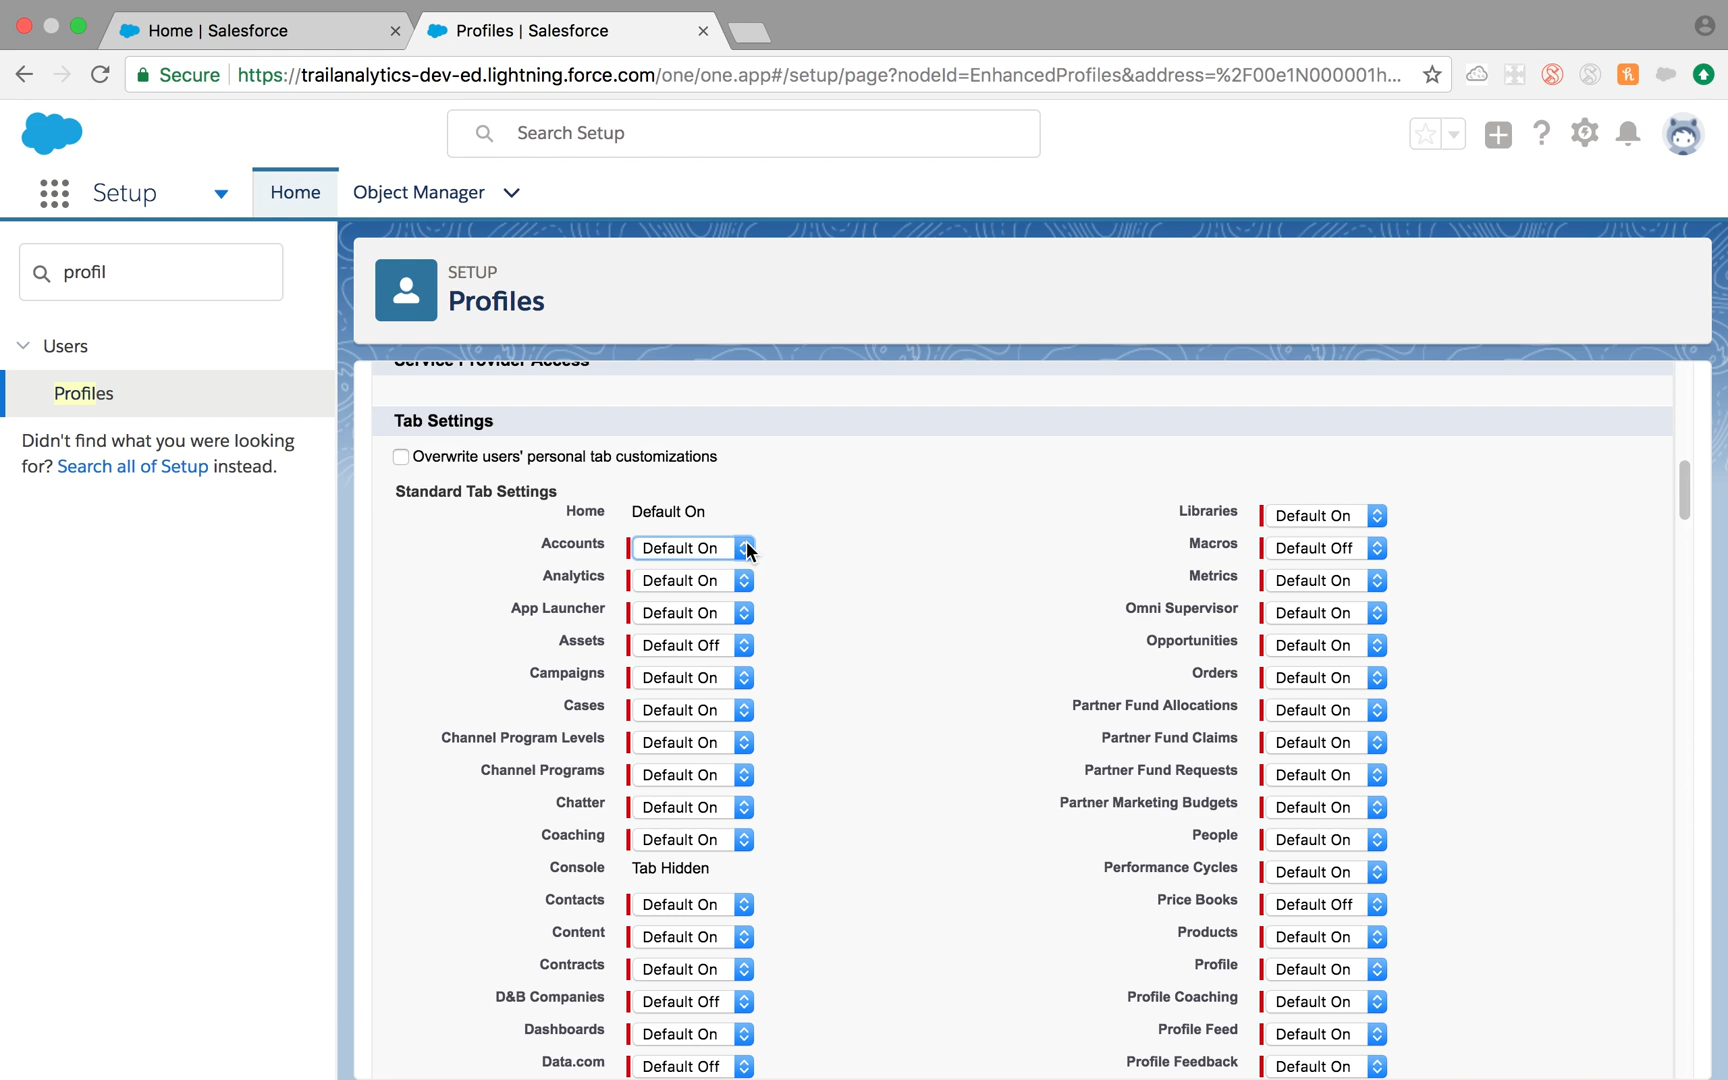 Home | Salesforce
Profiles | Salesforce
Secure
https://trailanalytics-dev-ed.lightning.force.com/one/one.app#/setup/page?nodeId=EnhancedProfiles&address=%2F00e1N000001h...
Search Setup
Setup
Home
Object Manager
profil
Users
Profiles
Didn't find what you were looking
for? Search all of Setup instead.
SETUP
Profiles
Service Provider Access
Tab Settings
Overwrite users' personal tab customizations
Standard Tab Settings
Home Default On
Libraries Default On
Accounts Default On
Macros Default Off
Analytics Default On
Metrics Default On
App Launcher Default On
Omni Supervisor Default On
Assets Default Off
Opportunities Default On
Campaigns Default On
Orders Default On
Cases Default On
Partner Fund Allocations Default On
Channel Program Levels Default On
Partner Fund Claims Default On
Channel Programs Default On
Partner Fund Requests Default On
Chatter Default On
Partner Marketing Budgets Default On
Coaching Default On
People Default On
Console Tab Hidden
Performance Cycles Default On
Contacts Default On
Price Books Default Off
Content Default On
Products Default On
Contracts Default On
Profile Default On
D&B Companies Default Off
Profile Coaching Default On
Dashboards Default On
Profile Feed Default On
Data.com Default Off
Profile Feedback Default On